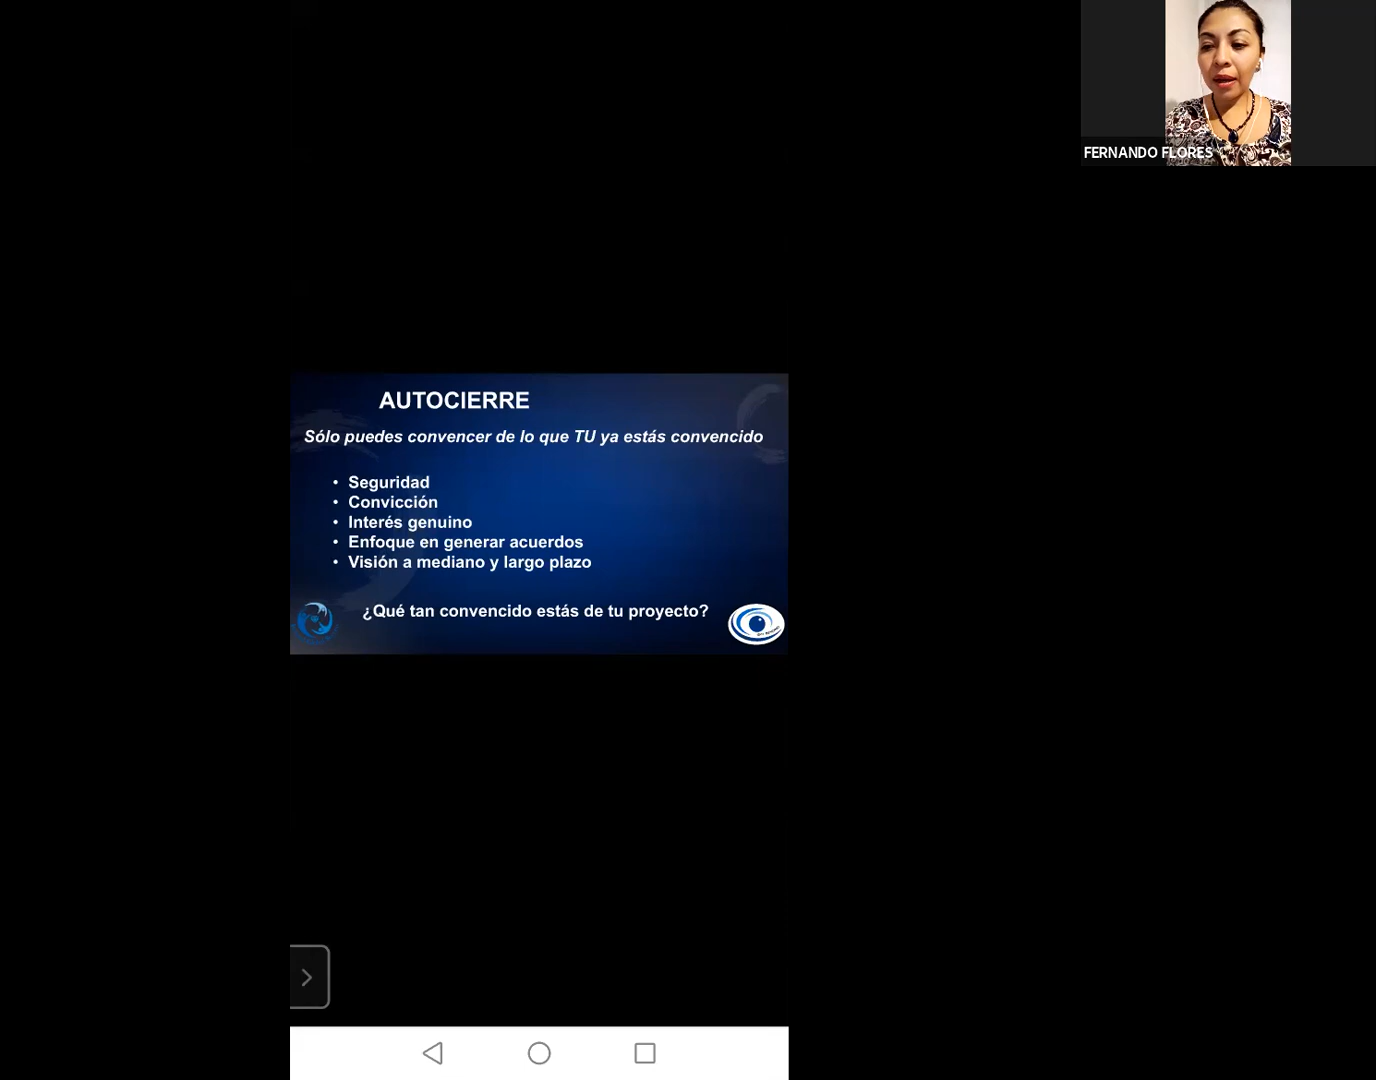 FERNANDO FLORES
AUTOCIERRE
Sólo puedes convencer de lo que TU ya estás convencido
• Seguridad
• Convicción
• Interés genuino
• Enfoque en generar acuerdos
• Visión a mediano y largo plazo
¿Qué tan convencido estás de tu proyecto?